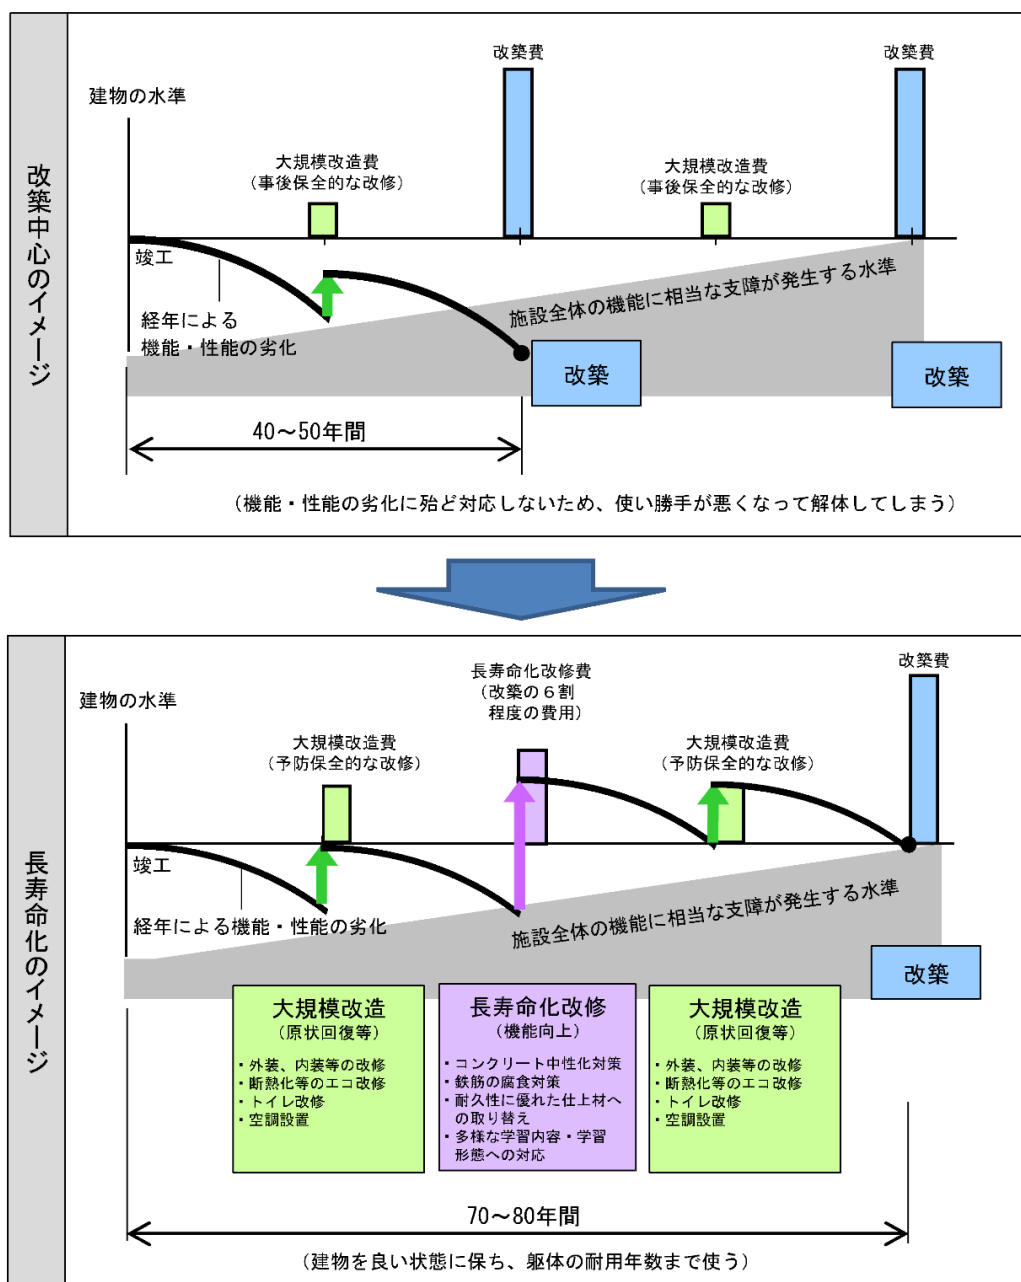 改築中心のイメージ
改築費
改築費
建物の水準
大規模改造費
（事後保全的な改修）
大規模改造費
（事後保全的な改修）
竣工
経年による
機能・性能の劣化
施設全体の機能に相当な支障が発生する水準
改築
改築
40～50年間
（機能・性能の劣化に殆ど対応しないため、使い勝手が悪くなって解体してしまう）
長寿命化のイメージ
改築費
長寿命化改修費
（改築の６割
程度の費用）
建物の水準
大規模改造費
（予防保全的な改修）
大規模改造費
（予防保全的な改修）
竣工
経年による機能・性能の劣化
施設全体の機能に相当な支障が発生する水準
改築
大規模改造
（原状回復等）
・外装、内装等の改修
・断熱化等のエコ改修
・トイレ改修
・空調設置
長寿命化改修
（機能向上）
・コンクリート中性化対策
・鉄筋の腐食対策
・耐久性に優れた仕上材へ
の取り替え
・多様な学習内容・学習
形態への対応
大規模改造
（原状回復等）
・外装、内装等の改修
・断熱化等のエコ改修
・トイレ改修
・空調設置
70～80年間
（建物を良い状態に保ち、躯体の耐用年数まで使う）